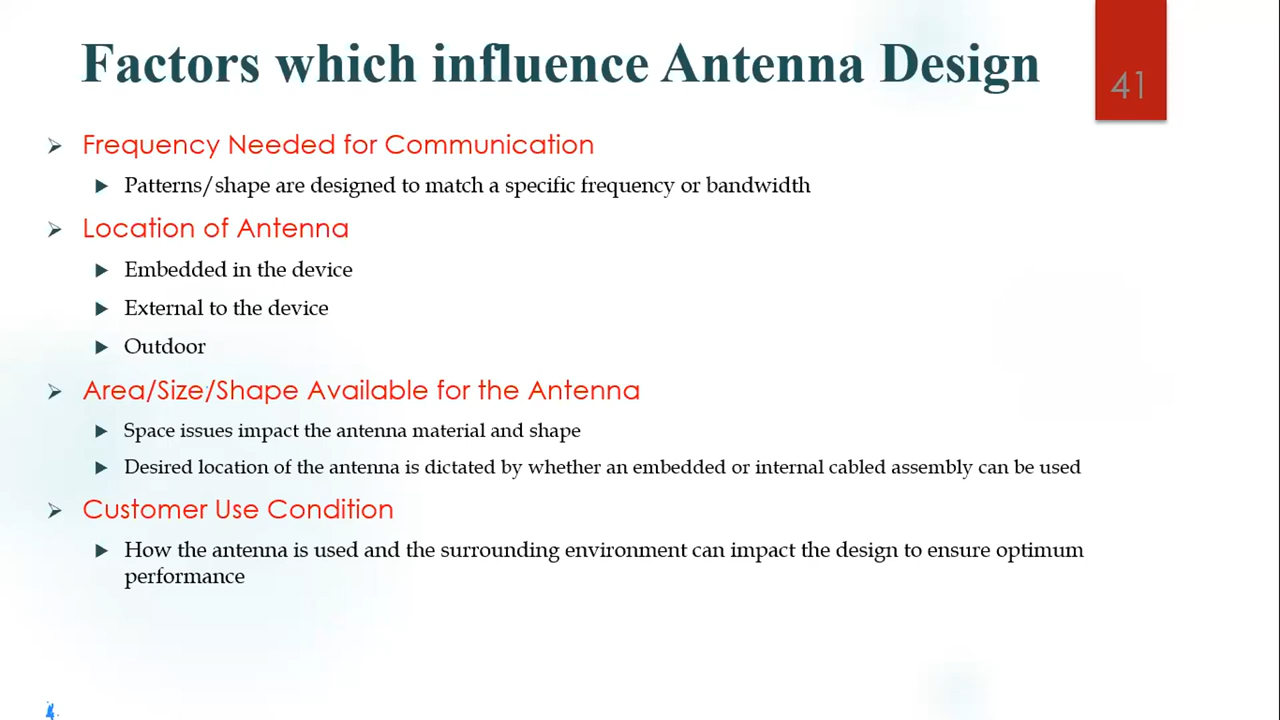 Factors which influence Antenna Design
41
Frequency Needed for Communication
Patterns/shape are designed to match a specific frequency or bandwidth
Location of Antenna
Embedded in the device
External to the device
Outdoor
Area/Size/Shape Available for the Antenna
Space issues impact the antenna material and shape
Desired location of the antenna is dictated by whether an embedded or internal cabled assembly can be used
Customer Use Condition
How the antenna is used and the surrounding environment can impact the design to ensure optimum
performance
4